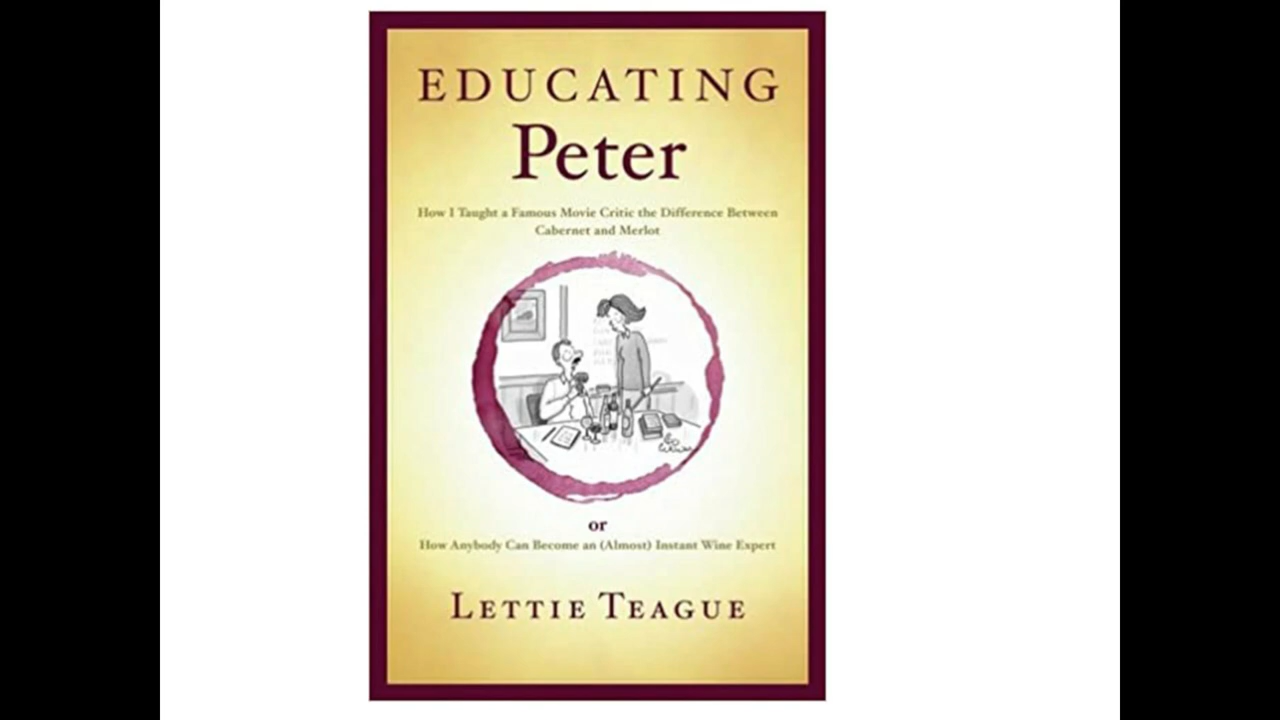 EDUCATING
Peter
How I Taught a Famous Movie Critic the Difference Between
Cabernet and Merlot
or
How Anybody Can Become an (Almost) Instant Wine Expert
LETTIE TEAGUE